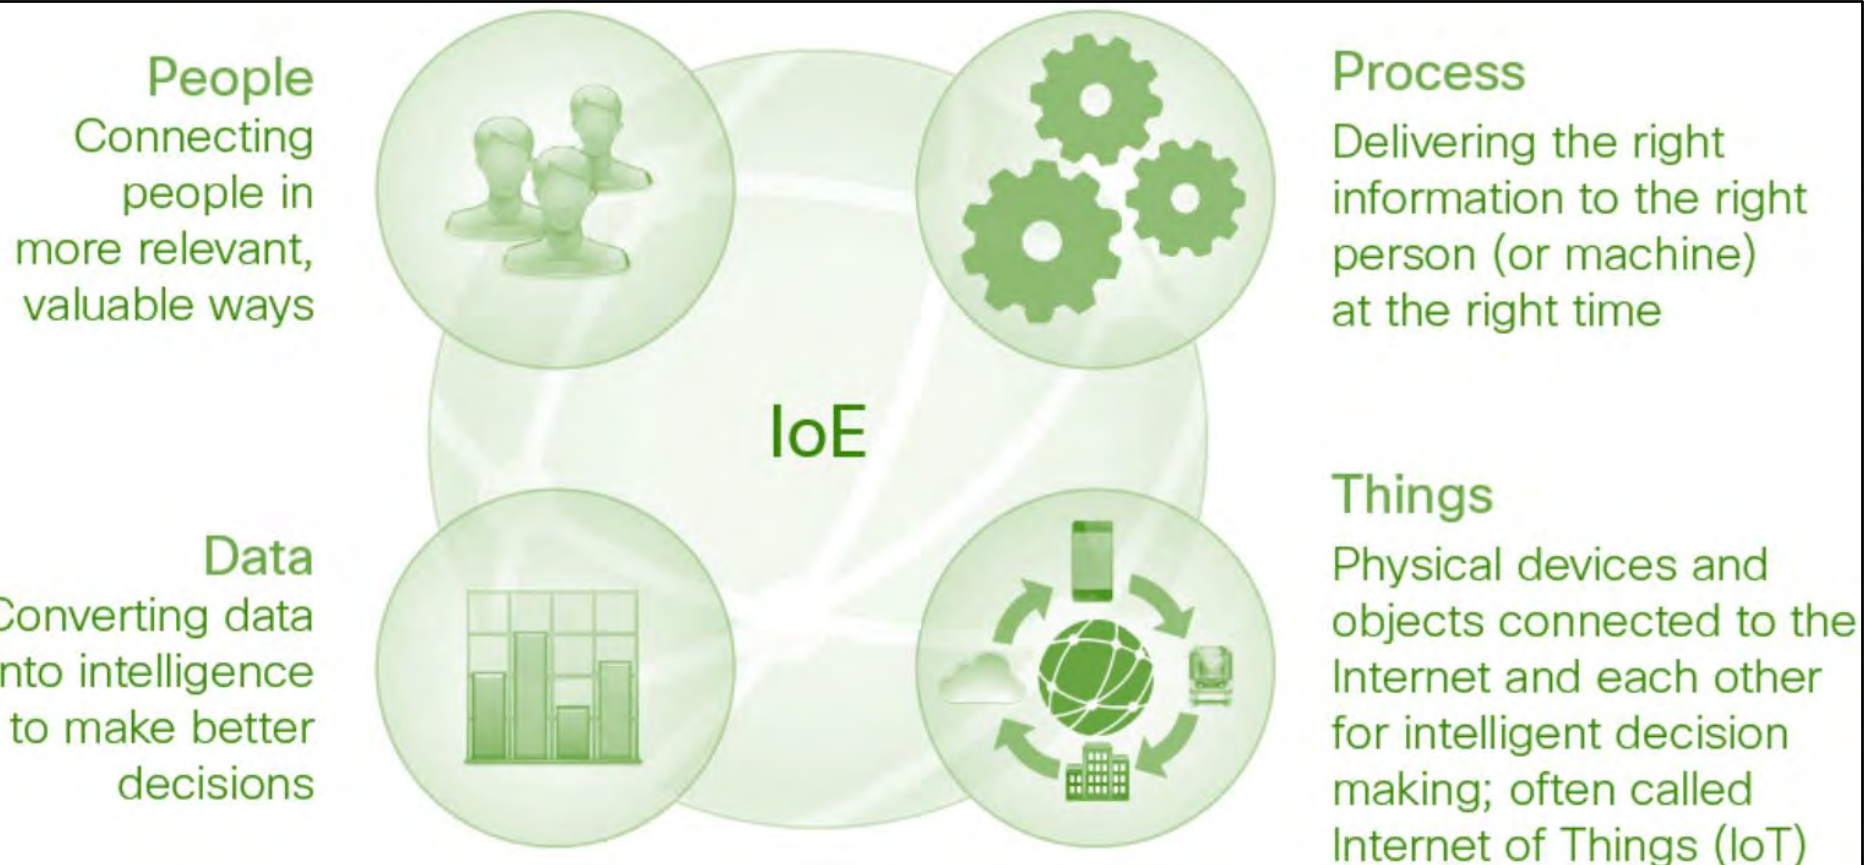 People
Connecting
people in
more relevant,
valuable ways
Process
Delivering the right
information to the right
person (or machine)
at the right time
IoE
Data
Converting data
into intelligence
to make better
decisions
Things
Physical devices and
objects connected to the
Internet and each other
for intelligent decision
making; often called
Internet of Things (IoT)